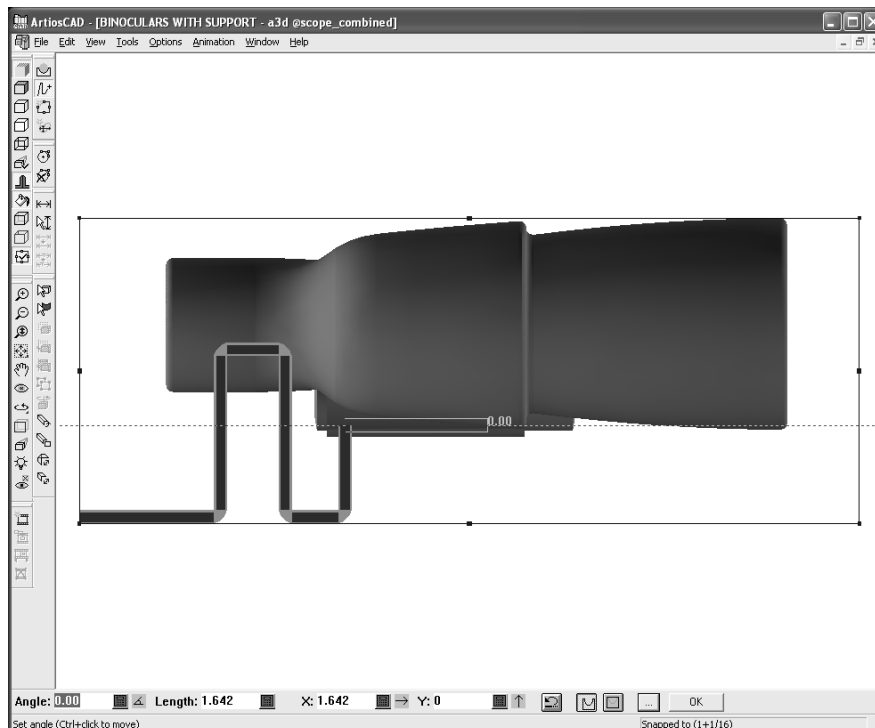 ArtiosCAD - [BINOCULARS WITH SUPPORT - a3d @scope_combined]
File Edit View Tools Options Animation Window Help
0.00
Angle: 0.00 Length: 1.642 X: 1.642 Y: 0 ... OK
Set angle (Ctrl+click to move) Snapped to (1+1/16)